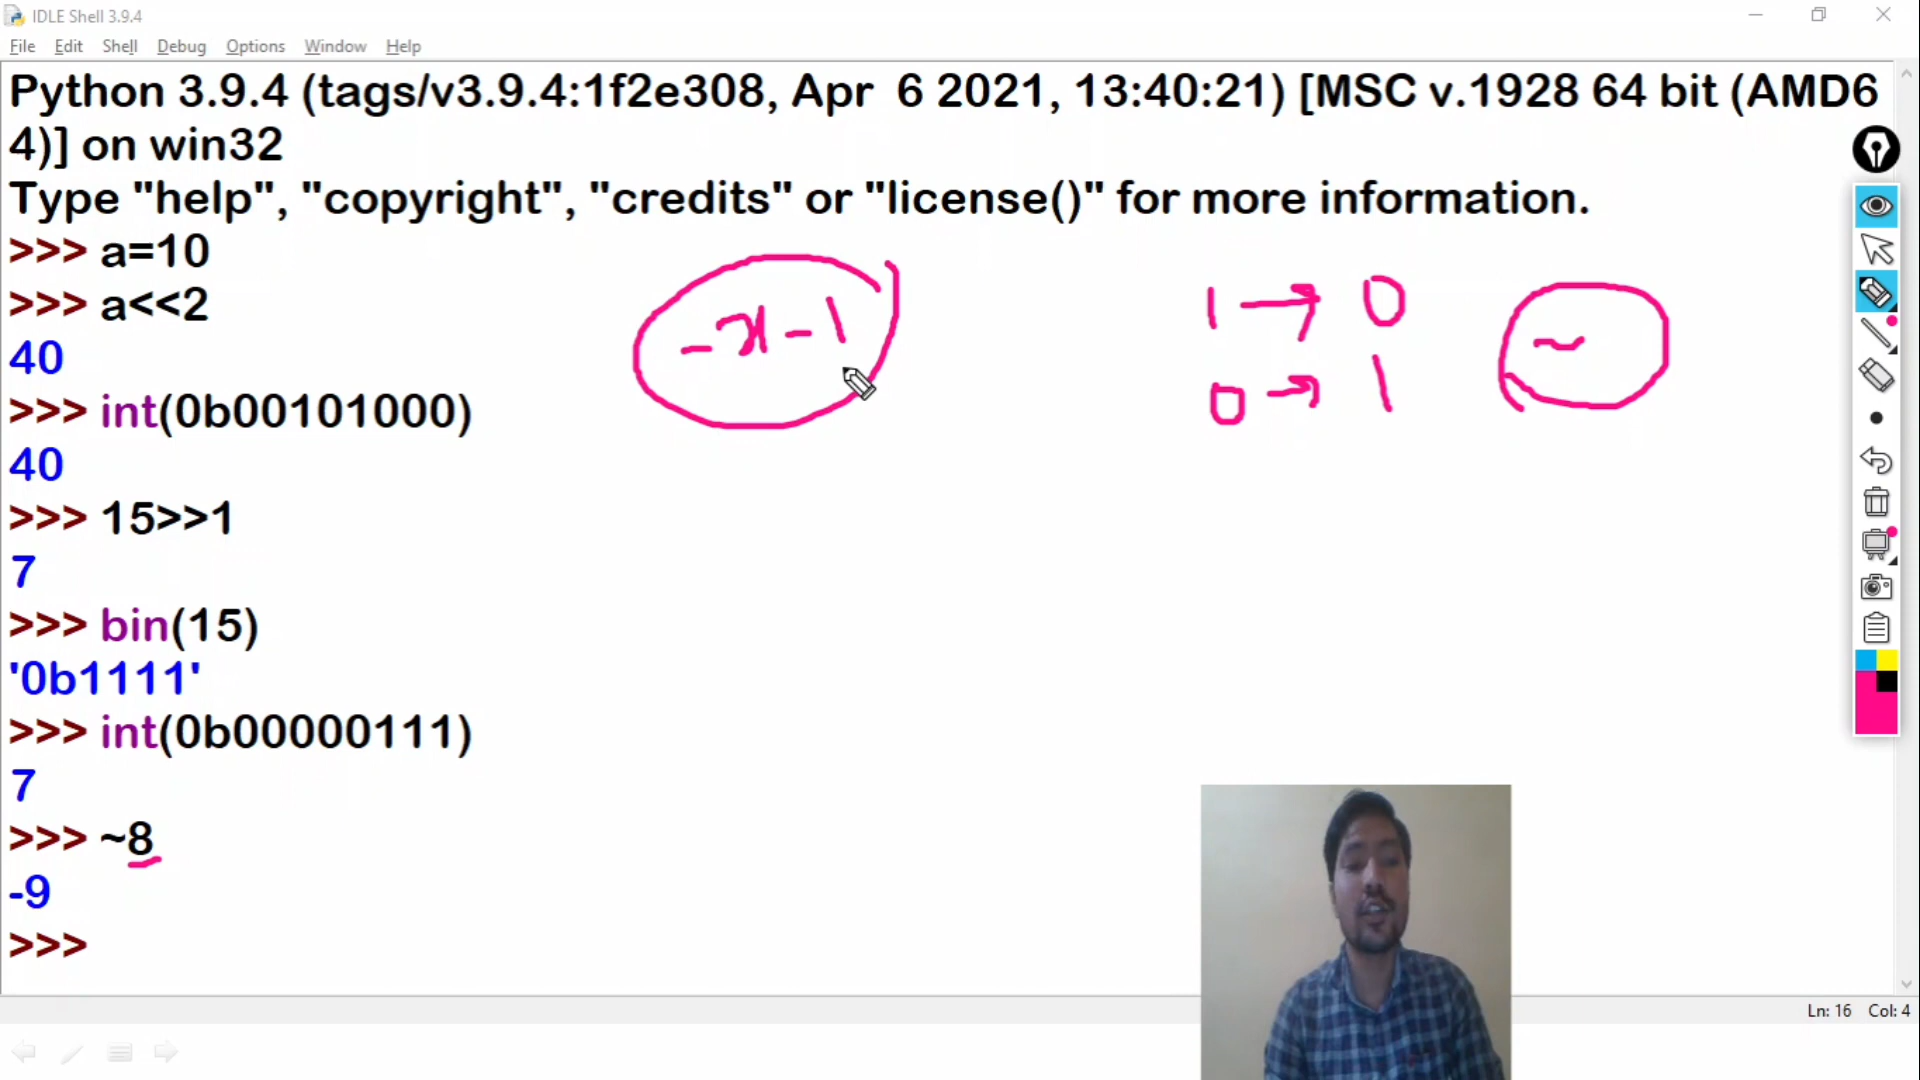 IDLE Shell 3.9.4
File Edit Shell Debug Options Window Help
Python 3.9.4 (tags/v3.9.4:1f2e308, Apr  6 2021, 13:40:21) [MSC v.1928 64 bit (AMD6
4)] on win32
Type "help", "copyright", "credits" or "license()" for more information.
>>> a=10
>>> a<<2
40
>>> int(0b00101000)
40
>>> 15>>1
7
>>> bin(15)
'0b1111'
>>> int(0b00000111)
7
>>> ~8
-9
>>>
-x-1
1 → 0
0 → 1
~
Ln: 16 Col: 4